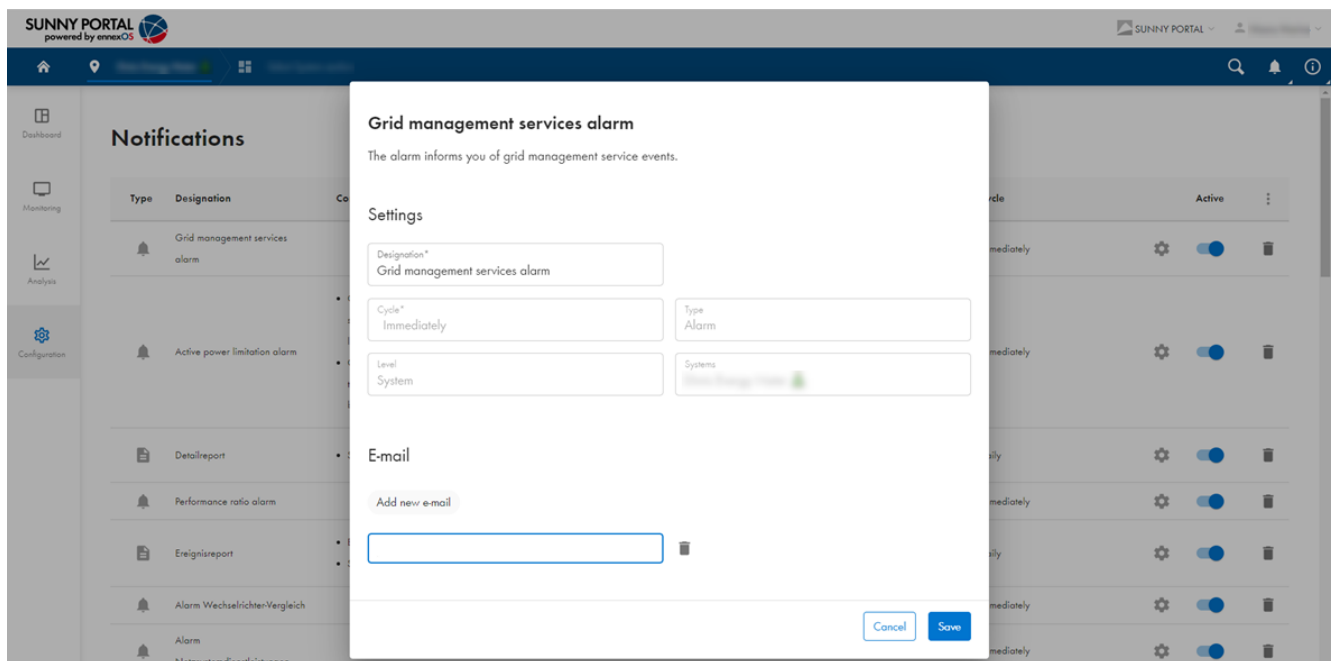 SUNNY PORTAL
powered by ennexOS
SUNNY PORTAL
Dashboard
Monitoring
Analysis
Configuration
Notifications
Type Designation Co
Grid management services
alarm
Active power limitation alarm
Detailreport
Performance ratio alarm
Ereignisreport
Alarm Wechselrichter-Vergleich
Alarm
Grid management services alarm
The alarm informs you of grid management service events.
Settings
Designation*
Grid management services alarm
Cycle*
Immediately
Type
Alarm
Level
System
Systems
E-mail
Add new e-mail
Cancel Save
rcle Active
mediately
mediately
aily
mediately
aily
mediately
mediately